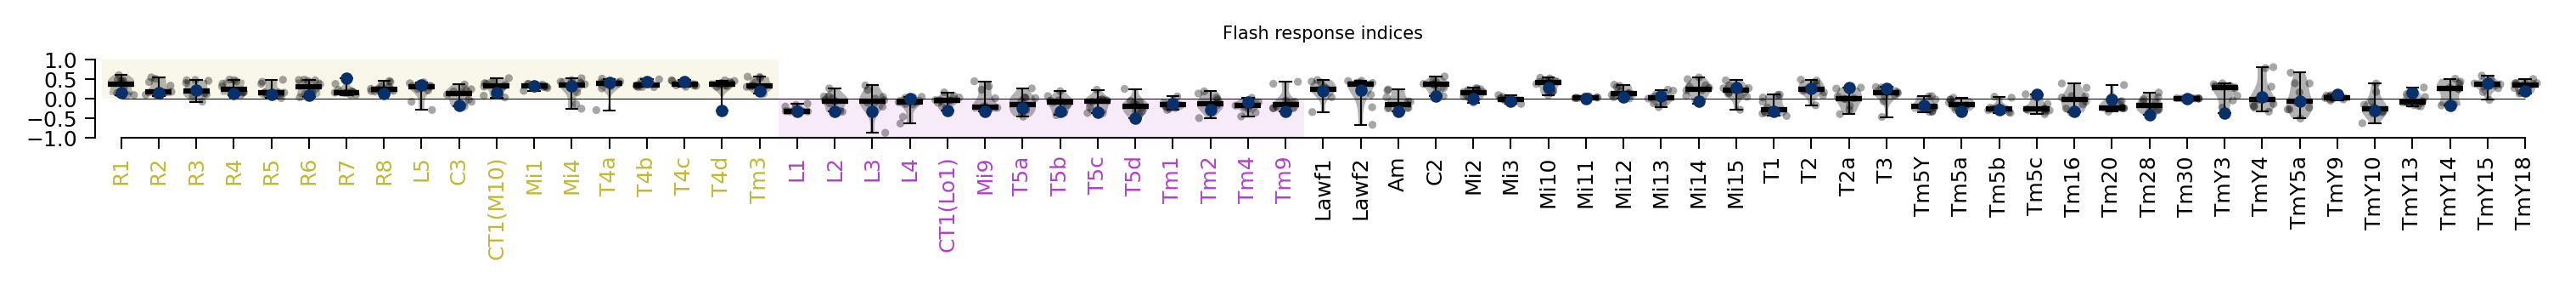 Flash response indices
1.0
0.5
0.0
−0.5
−1.0
R1 R2 R3 R4 R5 R6 R7 R8 L5 C3 CT1(M10) Mi1 Mi4 T4a T4b T4c T4d Tm3 L1 L2 L3 L4 CT1(Lo1) Mi9 T5a T5b T5c T5d Tm1 Tm2 Tm4 Tm9 Lawf1 Lawf2 Am C2 Mi2 Mi3 Mi10 Mi11 Mi12 Mi13 Mi14 Mi15 T1 T2 T2a T3 Tm5Y Tm5a Tm5b Tm5c Tm16 Tm20 Tm28 Tm30 TmY3 TmY4 TmY5a TmY9 TmY10 TmY13 TmY14 TmY15 TmY18